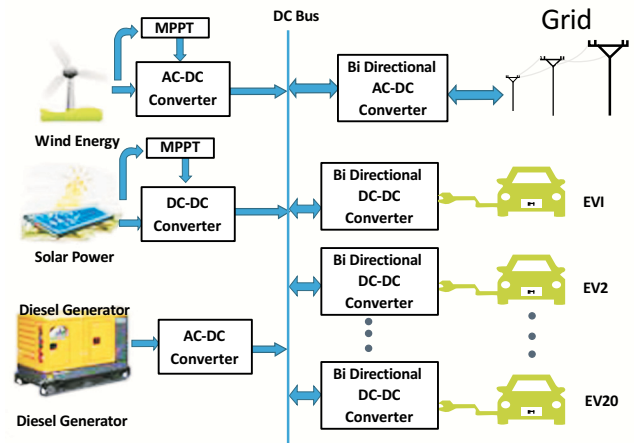 DC Bus
Grid
MPPT
AC-DC
Converter
Wind Energy
Bi Directional
AC-DC
Converter
MPPT
DC-DC
Converter
Solar Power
Bi Directional
DC-DC
Converter
EVI
Bi Directional
DC-DC
Converter
EV2
Diesel Generator
AC-DC
Converter
Diesel Generator
Bi Directional
DC-DC
Converter
EV20